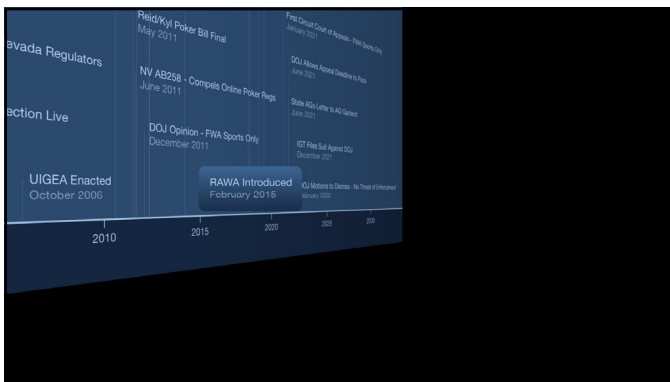 Reid/Kyl Poker Bill Final
May 2011
First Circuit Court of Appeals - FWA Sports Only
January 2021
evada Regulators
NV AB258 - Compels Online Poker Regs
June 2011
DOJ Allows Appeal Deadline to Pass
June 2021
ection Live
DOJ Opinion - FWA Sports Only
December 2011
State AGs Letter to AG Garland
June 2021
IGT Files Suit Against DOJ
December 2021
UIGEA Enacted
October 2006
RAWA Introduced
February 2015
DOJ Motions to Dismiss - No Threat of Enforcement
February 2022
2010
2015
2020
2025
2030